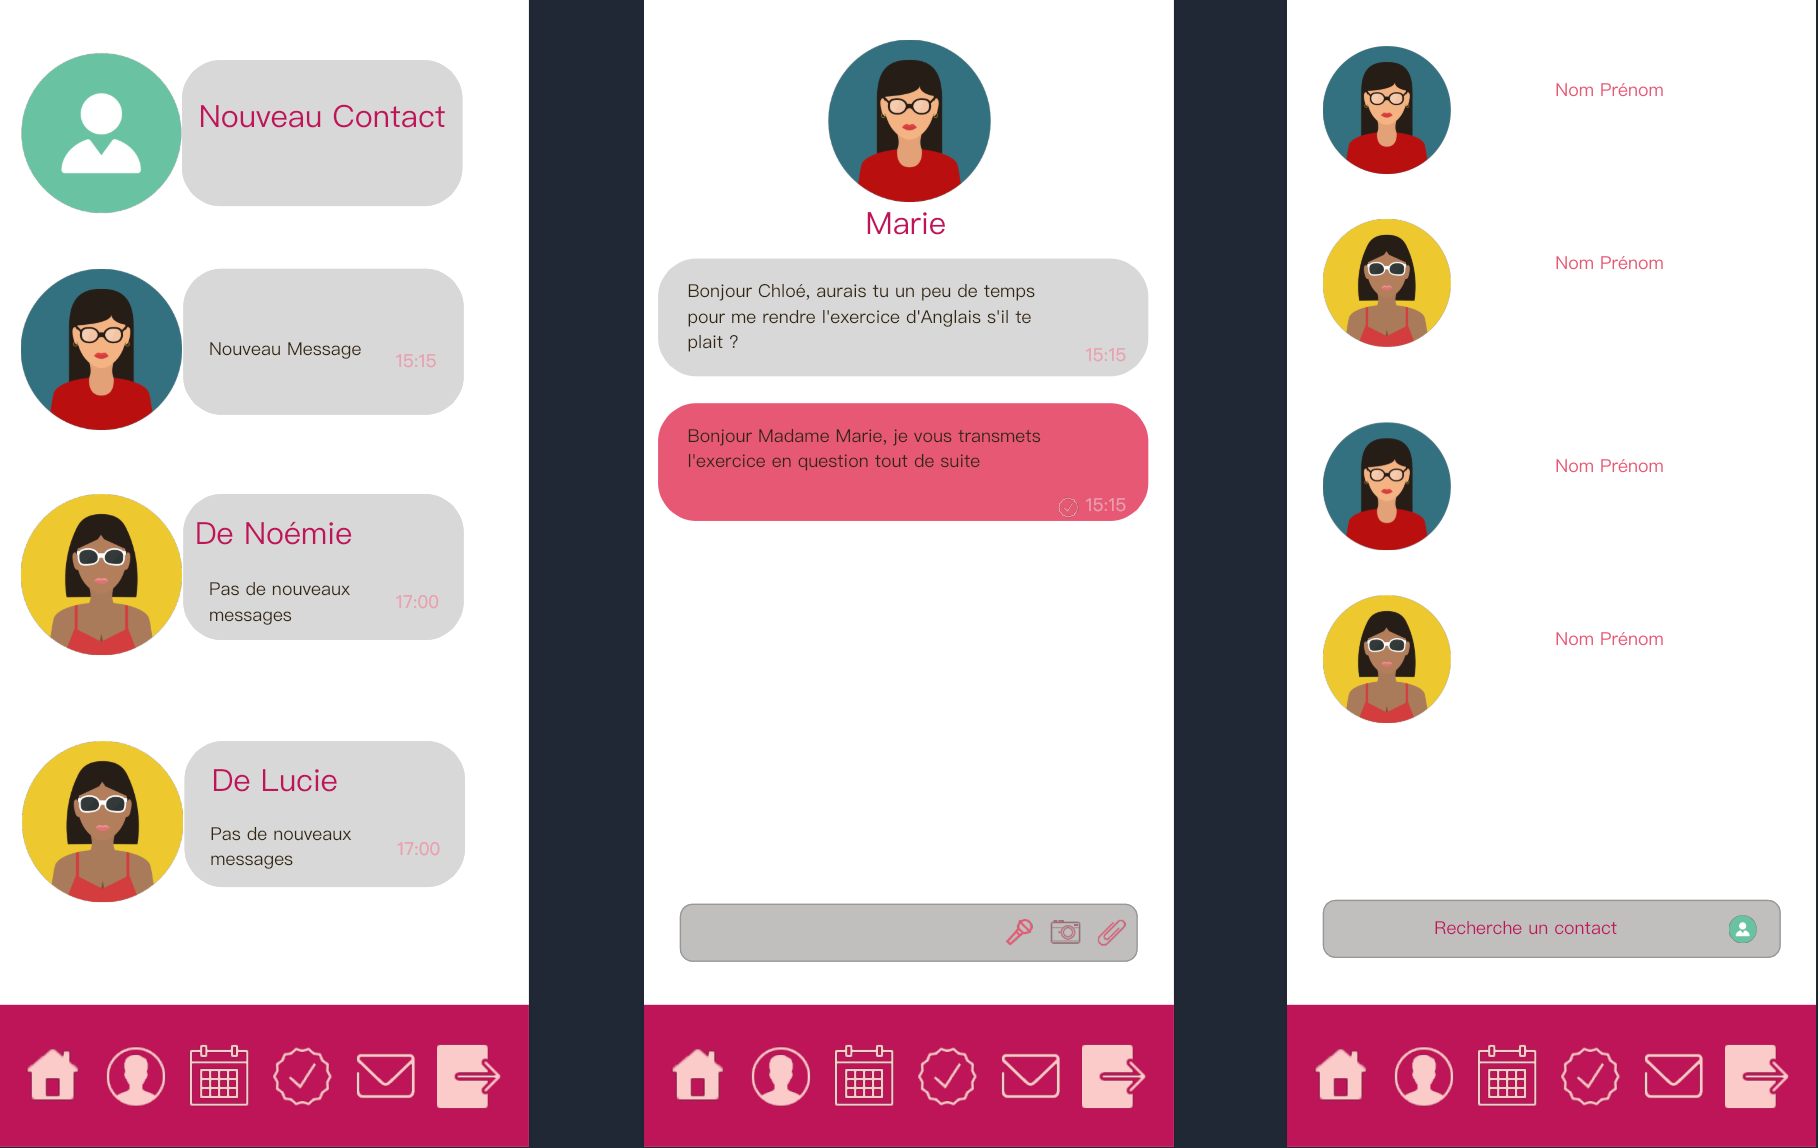 Nouveau Contact
Nouveau Message
15:15
De Noémie
Pas de nouveaux
messages
17:00
De Lucie
Pas de nouveaux
messages
17:00
Marie
Bonjour Chloé, aurais tu un peu de temps
pour me rendre l'exercice d'Anglais s'il te
plait ?
15:15
Bonjour Madame Marie, je vous transmets
l'exercice en question tout de suite
15:15
Nom Prénom
Nom Prénom
Nom Prénom
Nom Prénom
Recherche un contact